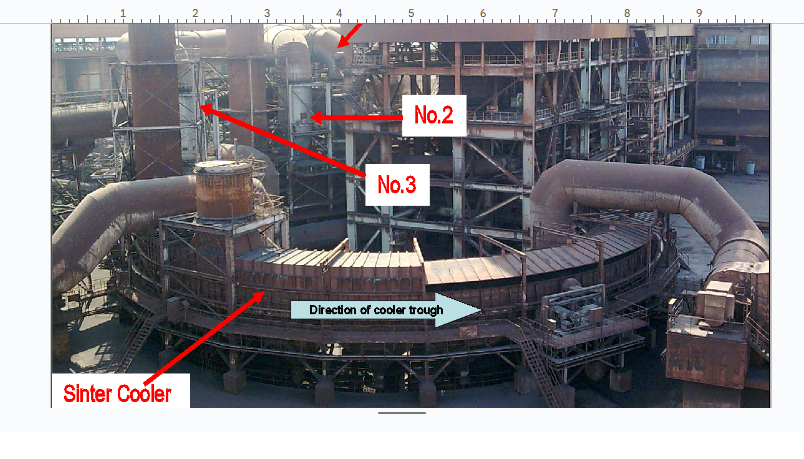 1 2 3 4 5 6 7 8 9
No.2
No.3
Direction of cooler trough
Sinter Cooler